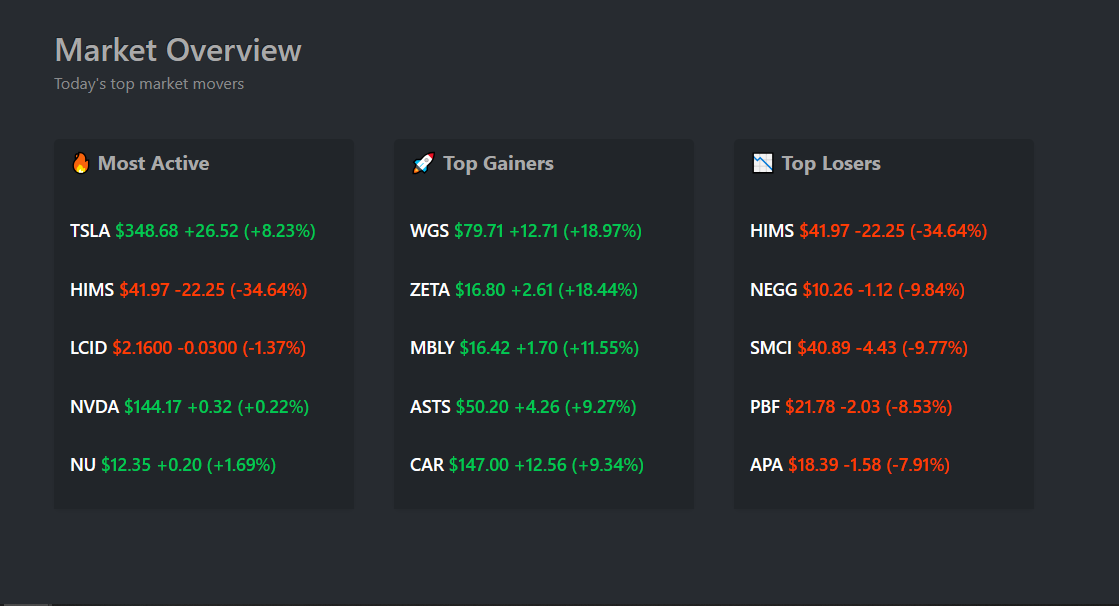 Market Overview
Today's top market movers
🔥 Most Active
TSLA $348.68 +26.52 (+8.23%)
HIMS $41.97 -22.25 (-34.64%)
LCID $2.1600 -0.0300 (-1.37%)
NVDA $144.17 +0.32 (+0.22%)
NU $12.35 +0.20 (+1.69%)
🚀 Top Gainers
WGS $79.71 +12.71 (+18.97%)
ZETA $16.80 +2.61 (+18.44%)
MBLY $16.42 +1.70 (+11.55%)
ASTS $50.20 +4.26 (+9.27%)
CAR $147.00 +12.56 (+9.34%)
📉 Top Losers
HIMS $41.97 -22.25 (-34.64%)
NEGG $10.26 -1.12 (-9.84%)
SMCI $40.89 -4.43 (-9.77%)
PBF $21.78 -2.03 (-8.53%)
APA $18.39 -1.58 (-7.91%)